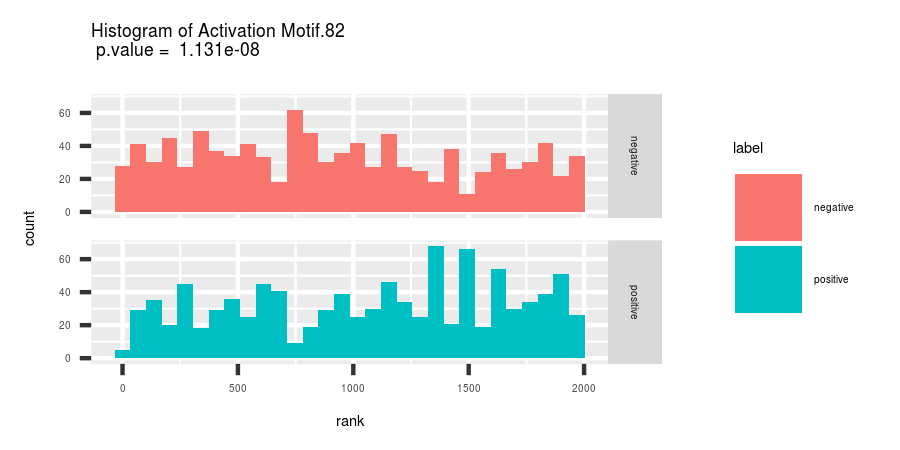 Histogram of Activation Motif.82
p.value = 1.131e-08
count
60
40
20
0
negative
60
40
20
0
positive
0 500 1000 1500 2000
rank
label
negative
positive